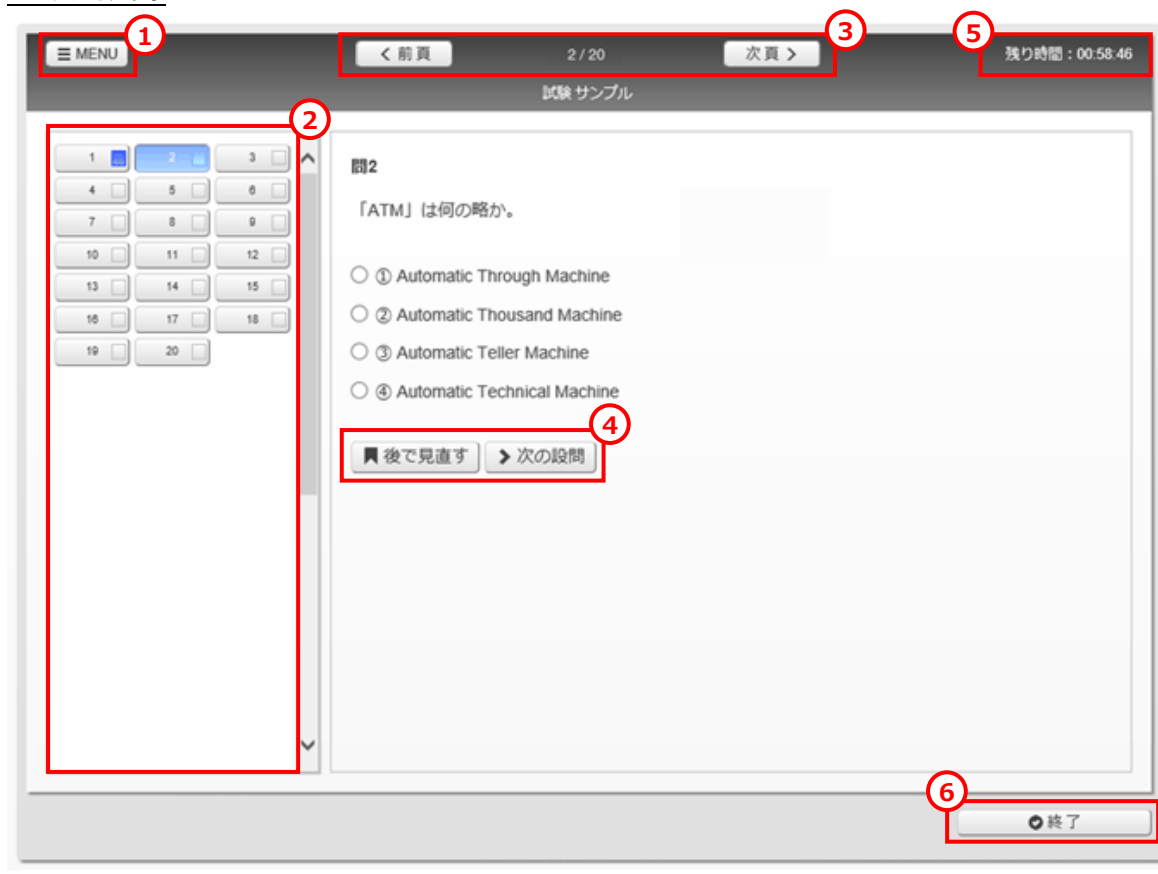 ①
≡ MENU
③
< 前頁
2 / 20
次頁 >
⑤
残り時間：00:58:46
試験 サンプル
②
1
2
3
4
5
6
7
8
9
10
11
12
13
14
15
16
17
18
19
20
問2
「ATM」は何の略か。
① Automatic Through Machine
② Automatic Thousand Machine
③ Automatic Teller Machine
④ Automatic Technical Machine
④
後で見直す
> 次の設問
⑥
終了